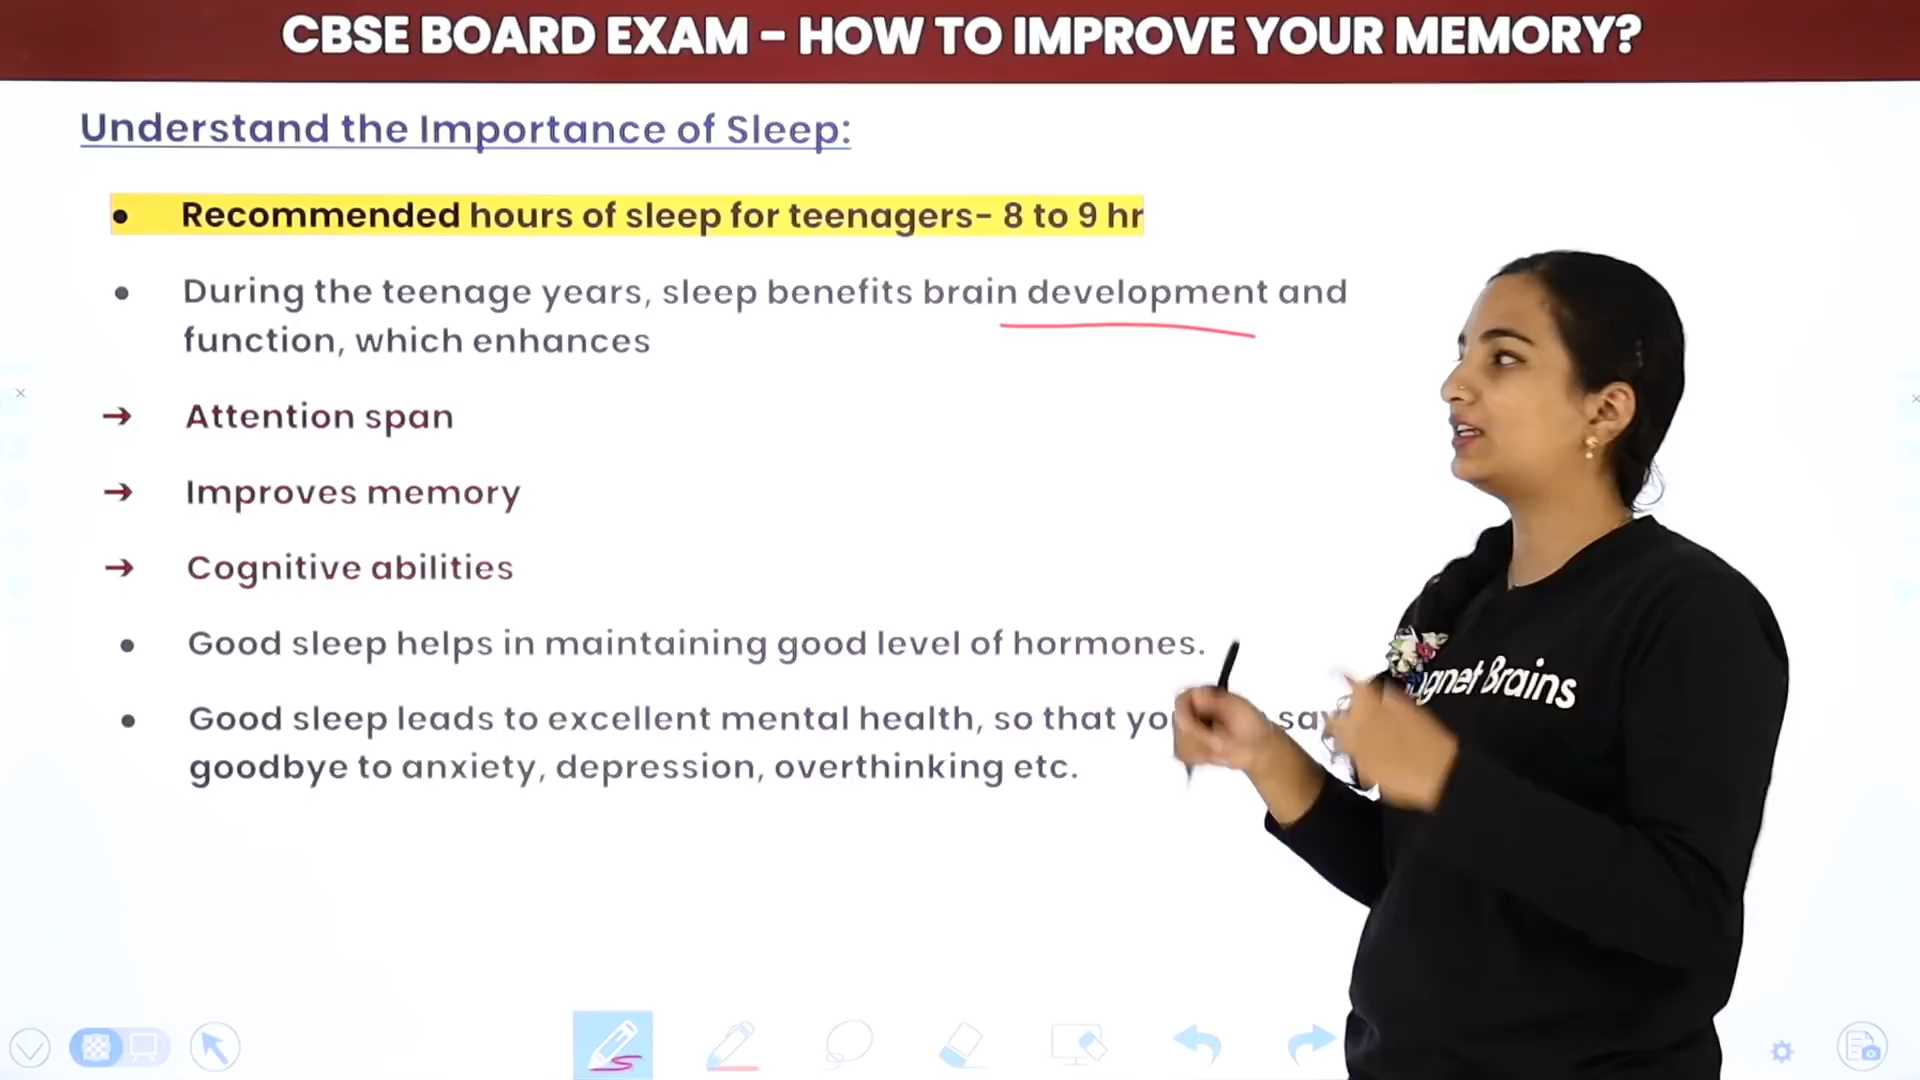 CBSE BOARD EXAM - HOW TO IMPROVE YOUR MEMORY?
Understand the Importance of Sleep:
• Recommended hours of sleep for teenagers- 8 to 9 hr
• During the teenage years, sleep benefits brain development and
function, which enhances
→ Attention span
→ Improves memory
→ Cognitive abilities
• Good sleep helps in maintaining good level of hormones.
• Good sleep leads to excellent mental health, so that
goodbye to anxiety, depression, overthinking etc.
Brains